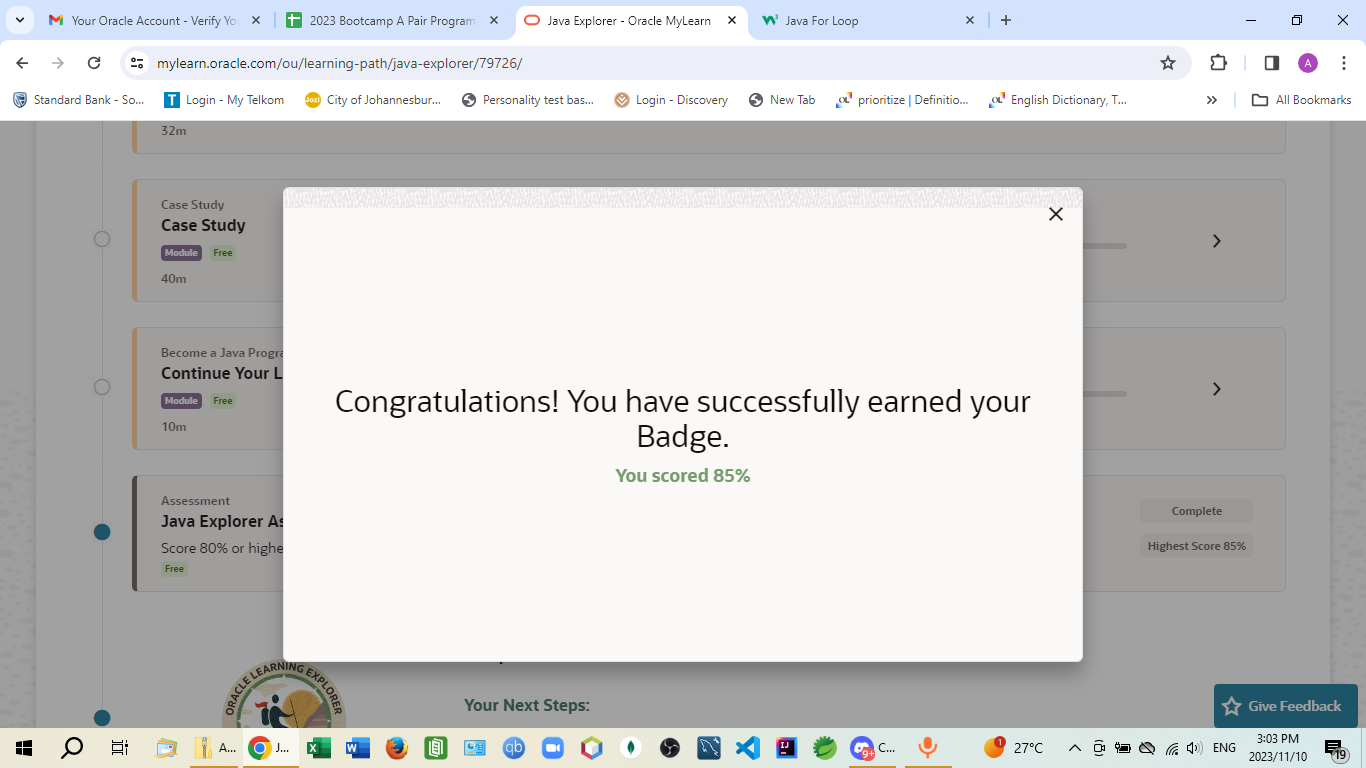 Your Oracle Account - Verify Yo
2023 Bootcamp A Pair Program
Java Explorer - Oracle MyLearn
Java For Loop
mylearn.oracle.com/ou/learning-path/java-explorer/79726/
A
Standard Bank - So...
Login - My Telkom
City of Johannesbur...
Personality test bas...
Login - Discovery
New Tab
prioritize | Definitio...
English Dictionary, T...
All Bookmarks
32m
Case Study
Case Study
Module Free
40m
Become a Java Progra
Continue Your L
Module Free
10m
Congratulations! You have successfully earned your
Badge.
You scored 85%
Assessment
Java Explorer As
Score 80% or highe
Free
Complete
Highest Score 85%
ORACLE LEARNING EXPLORER
Your Next Steps:
Give Feedback
A...
J...
C...
27°C
ENG
3:03 PM
2023/11/10
19